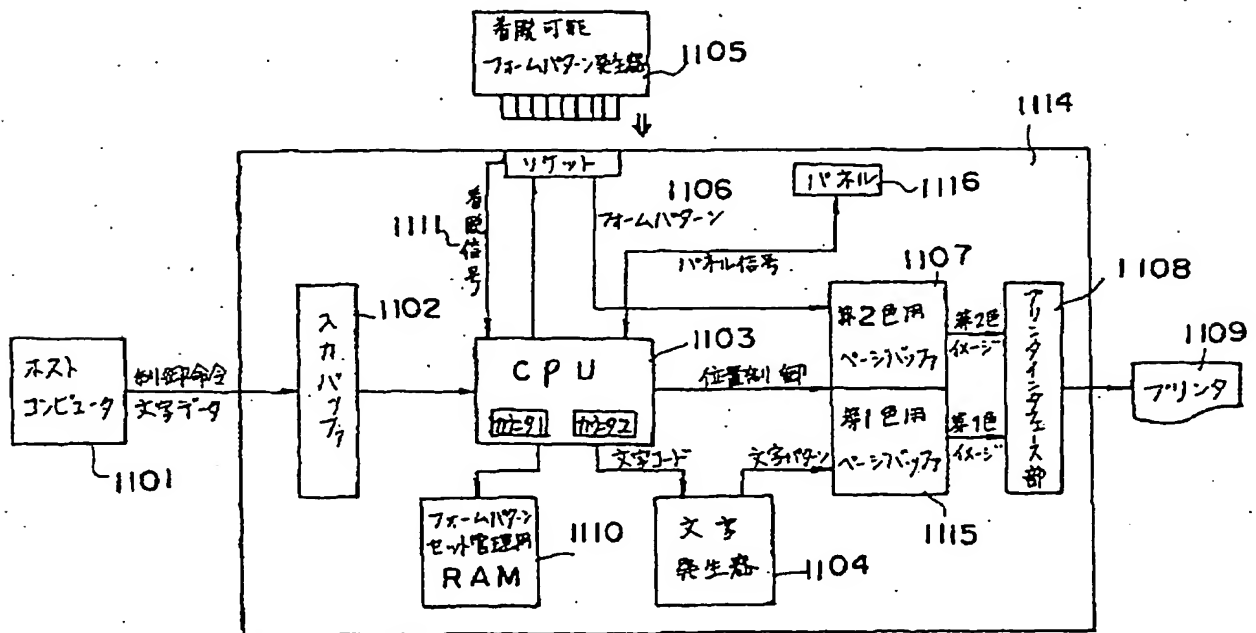 着脱可能
フォームパターン発生器
1105
1114
ソケット
パネル
1116
1106
フォームパターン
1111
着脱信号
パネル信号
1107
1108
1102
入力バッファ
第2色用
ページバッファ
第2色
イメージ
プリンタインタフェース部
1109
プリンタ
ホスト
コンピュータ
1101
制御命令
文字データ
1103
CPU
カウンタ1
カウンタ2
位置制御
第1色用
ページバッファ
第1色
イメージ
文字コード
文字パターン
1115
フォームパターン
セット管理用
RAM
1110
文字
発生器
1104